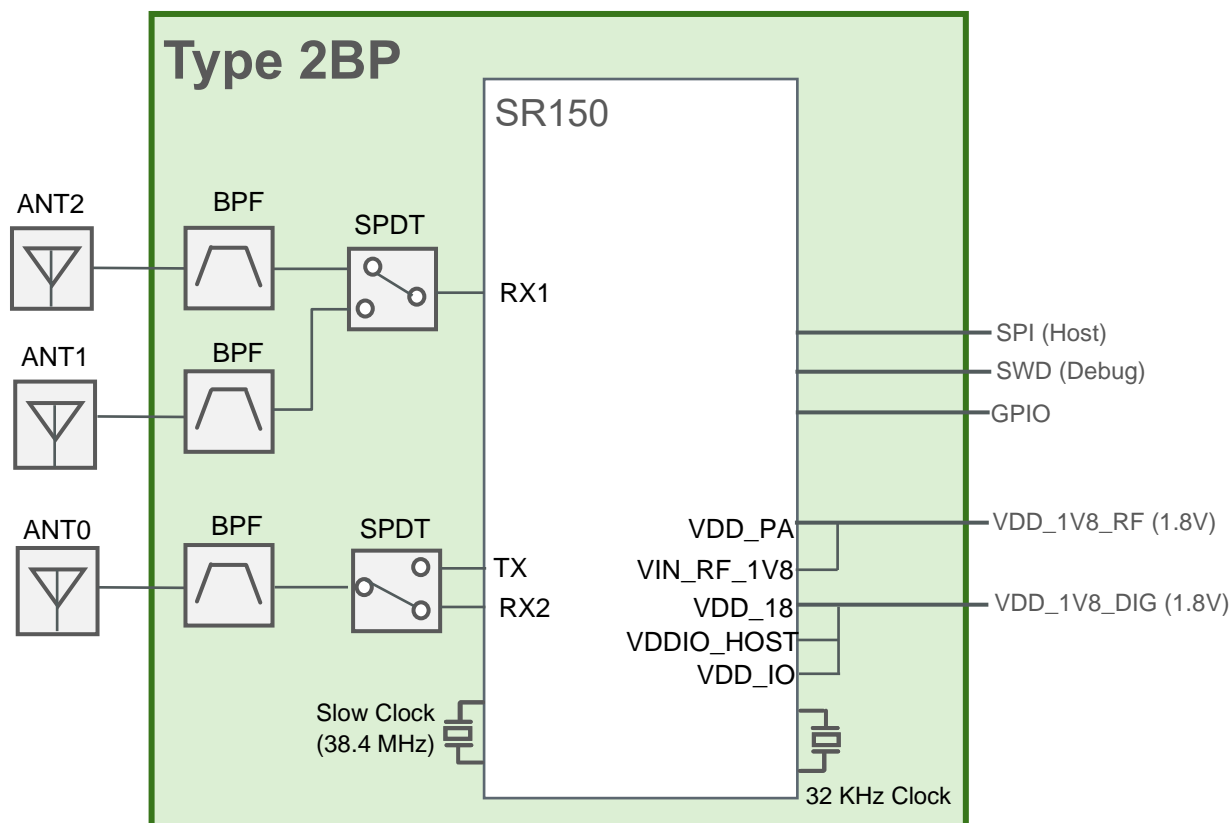 Type 2BP
SR150
ANT2
BPF
SPDT
RX1
ANT1
BPF
SPI (Host)
SWD (Debug)
GPIO
ANT0
BPF
SPDT
TX
RX2
VDD_PA
VIN_RF_1V8
VDD_18
VDDIO_HOST
VDD_IO
VDD_1V8_RF (1.8V)
VDD_1V8_DIG (1.8V)
Slow Clock
(38.4 MHz)
32 KHz Clock